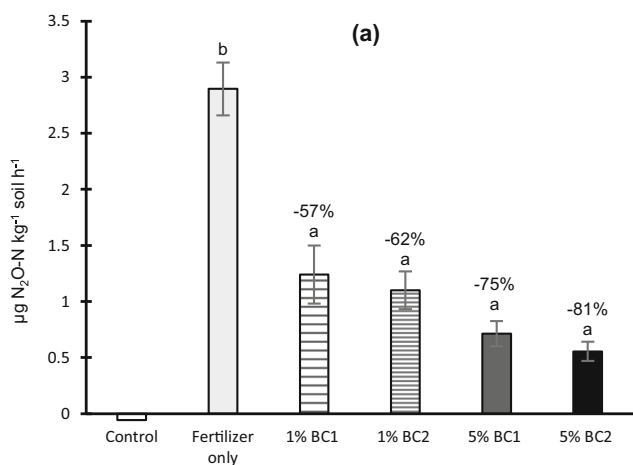 (a)
µg N₂O-N kg⁻¹ soil h⁻¹
3.5
3
2.5
2
1.5
1
0.5
0
b
-57%
a
-62%
a
-75%
a
-81%
a
Control
Fertilizer only
1% BC1
1% BC2
5% BC1
5% BC2